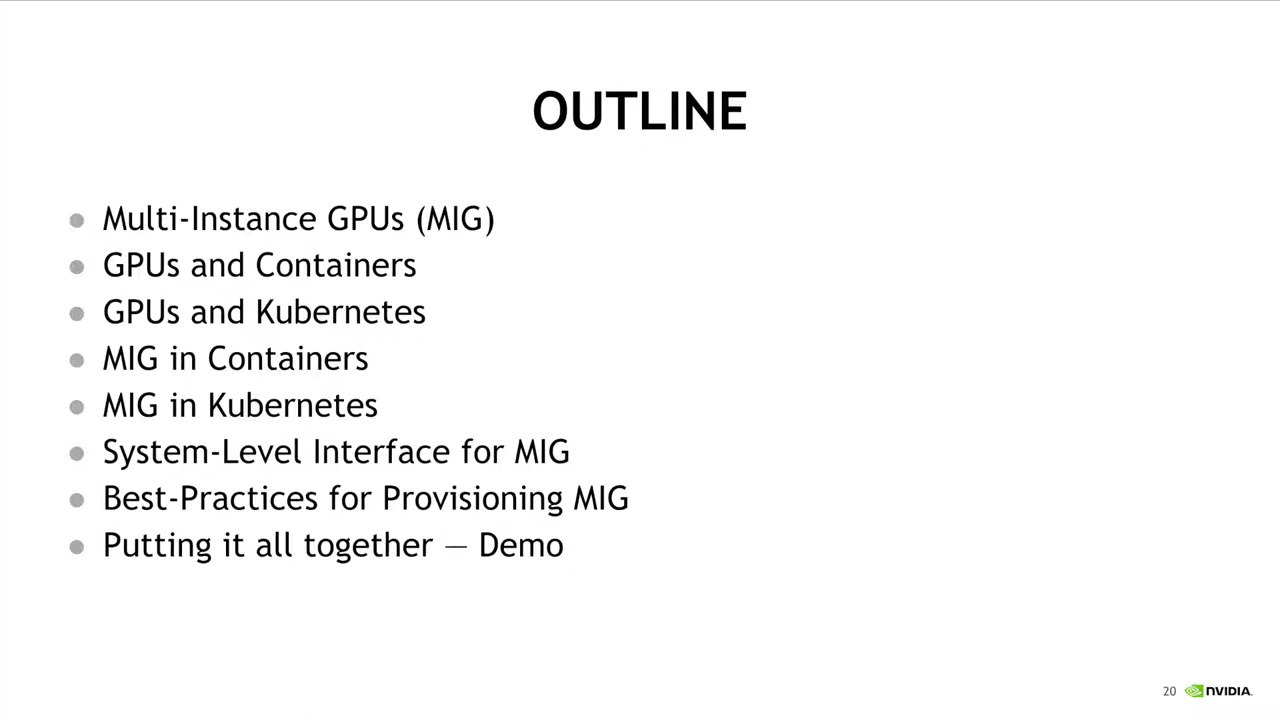 OUTLINE
Multi-Instance GPUs (MIG)
GPUs and Containers
GPUs and Kubernetes
MIG in Containers
MIG in Kubernetes
System-Level Interface for MIG
Best-Practices for Provisioning MIG
Putting it all together — Demo
20 NVIDIA.